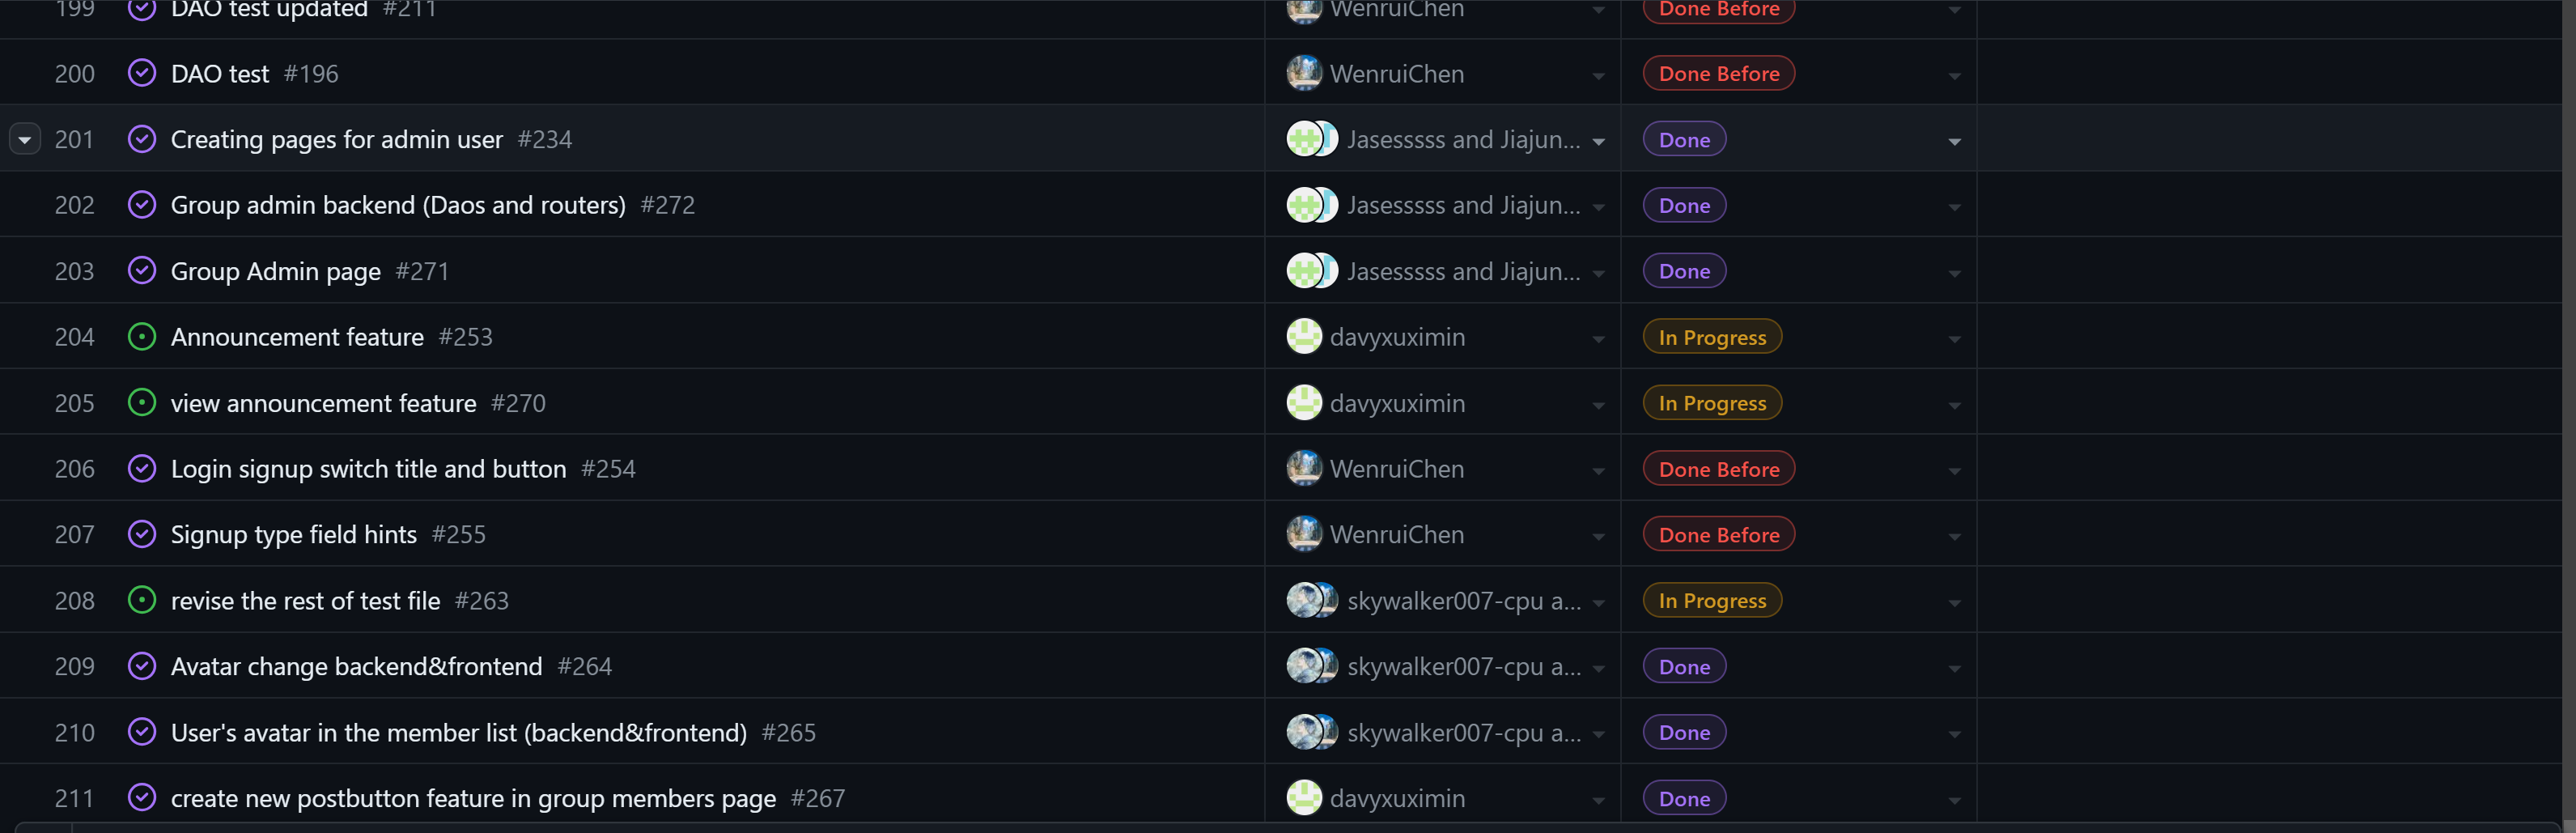 199 DAO test updated #211 WenruiChen Done Before
200 DAO test #196 WenruiChen Done Before
201 Creating pages for admin user #234 Jasesssss and Jiajun... Done
202 Group admin backend (Daos and routers) #272 Jasesssss and Jiajun... Done
203 Group Admin page #271 Jasesssss and Jiajun... Done
204 Announcement feature #253 davyxuximin In Progress
205 view announcement feature #270 davyxuximin In Progress
206 Login signup switch title and button #254 WenruiChen Done Before
207 Signup type field hints #255 WenruiChen Done Before
208 revise the rest of test file #263 skywalker007-cpu a... In Progress
209 Avatar change backend&frontend #264 skywalker007-cpu a... Done
210 User's avatar in the member list (backend&frontend) #265 skywalker007-cpu a... Done
211 create new postbutton feature in group members page #267 davyxuximin Done